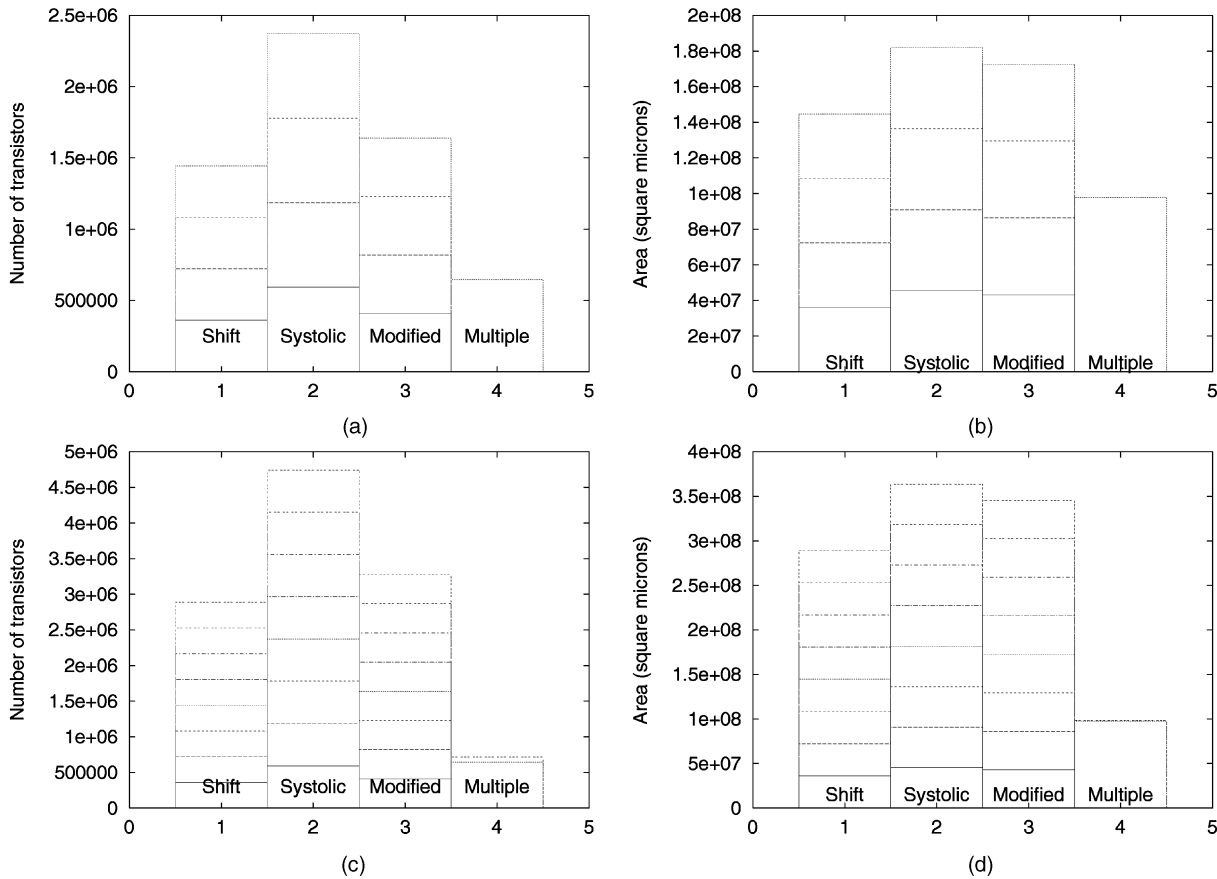 Number of transistors
2.5e+06
2e+06
1.5e+06
1e+06
500000
0
Shift
Systolic
Modified
Multiple
0 1 2 3 4 5
(a)
Area (square microns)
2e+08
1.8e+08
1.6e+08
1.4e+08
1.2e+08
1e+08
8e+07
6e+07
4e+07
2e+07
0
Shift
Systolic
Modified
Multiple
0 1 2 3 4 5
(b)
Number of transistors
5e+06
4.5e+06
4e+06
3.5e+06
3e+06
2.5e+06
2e+06
1.5e+06
1e+06
500000
0
Shift
Systolic
Modified
Multiple
0 1 2 3 4 5
(c)
Area (square microns)
4e+08
3.5e+08
3e+08
2.5e+08
2e+08
1.5e+08
1e+08
5e+07
0
Shift
Systolic
Modified
Multiple
0 1 2 3 4 5
(d)